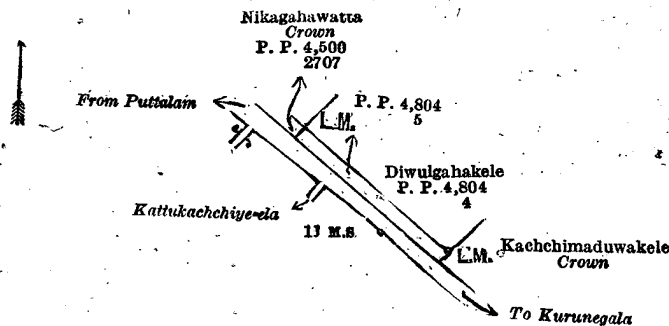 Nikagahawatta
Crown
P. P. 4,500
2707
From Puttalam
P. P. 4,804
5
L.M.
Diwulgahakele
P. P. 4,804
4
Kattukachchiye-ela
11 M.S.
L.M.
Kachchimaduwakele
Crown
To Kurunegala